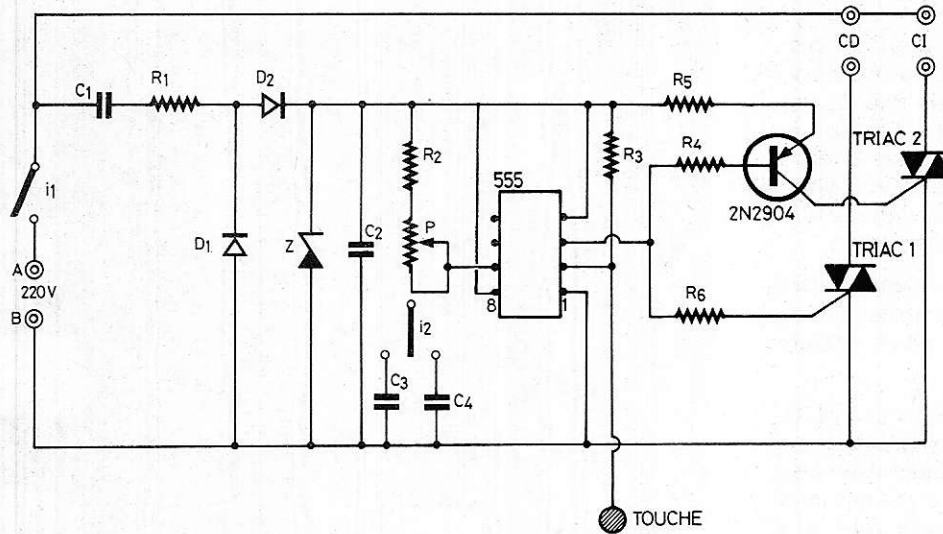 CD CI
C1 R1 D2 R5
i1 R2 R3 R4 TRIAC 2
555
2N2904
P
D1 Z C2 TRIAC 1
A
220V
B
8 1 R6
i2
C3 C4
TOUCHE